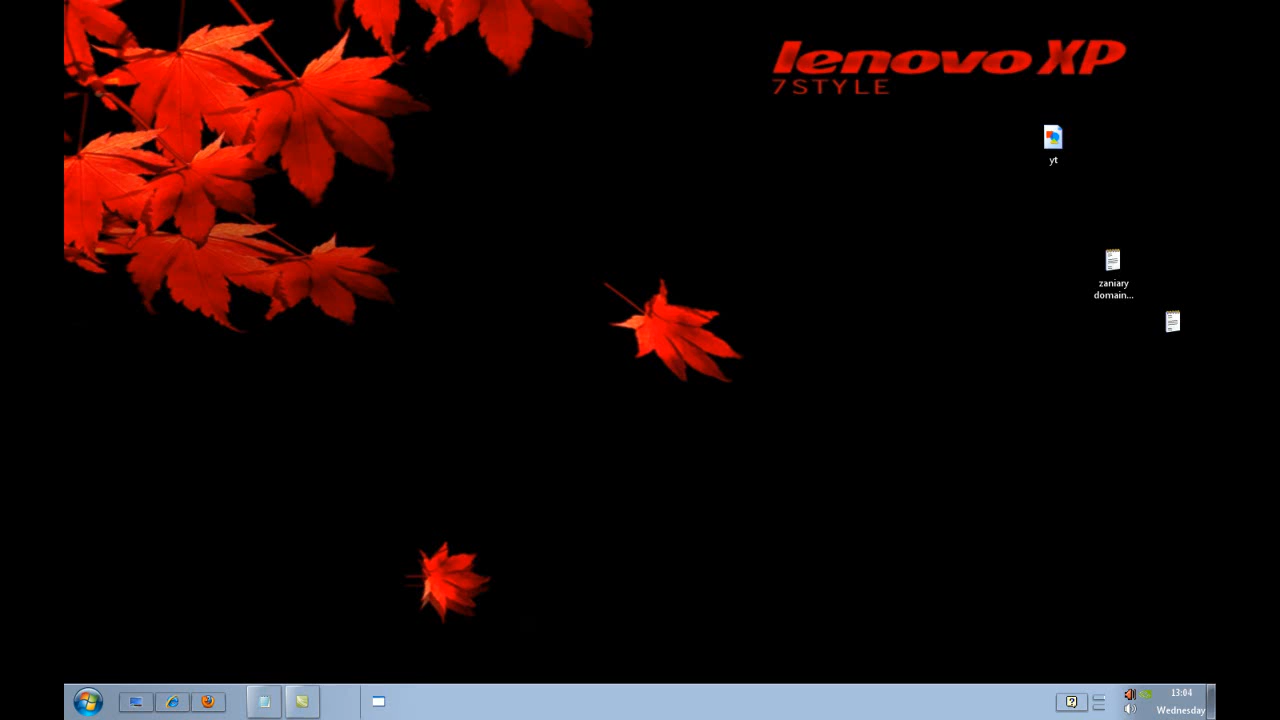 lenovo XP
7STYLE
yt
zaniary
domain...
13:04
Wednesday